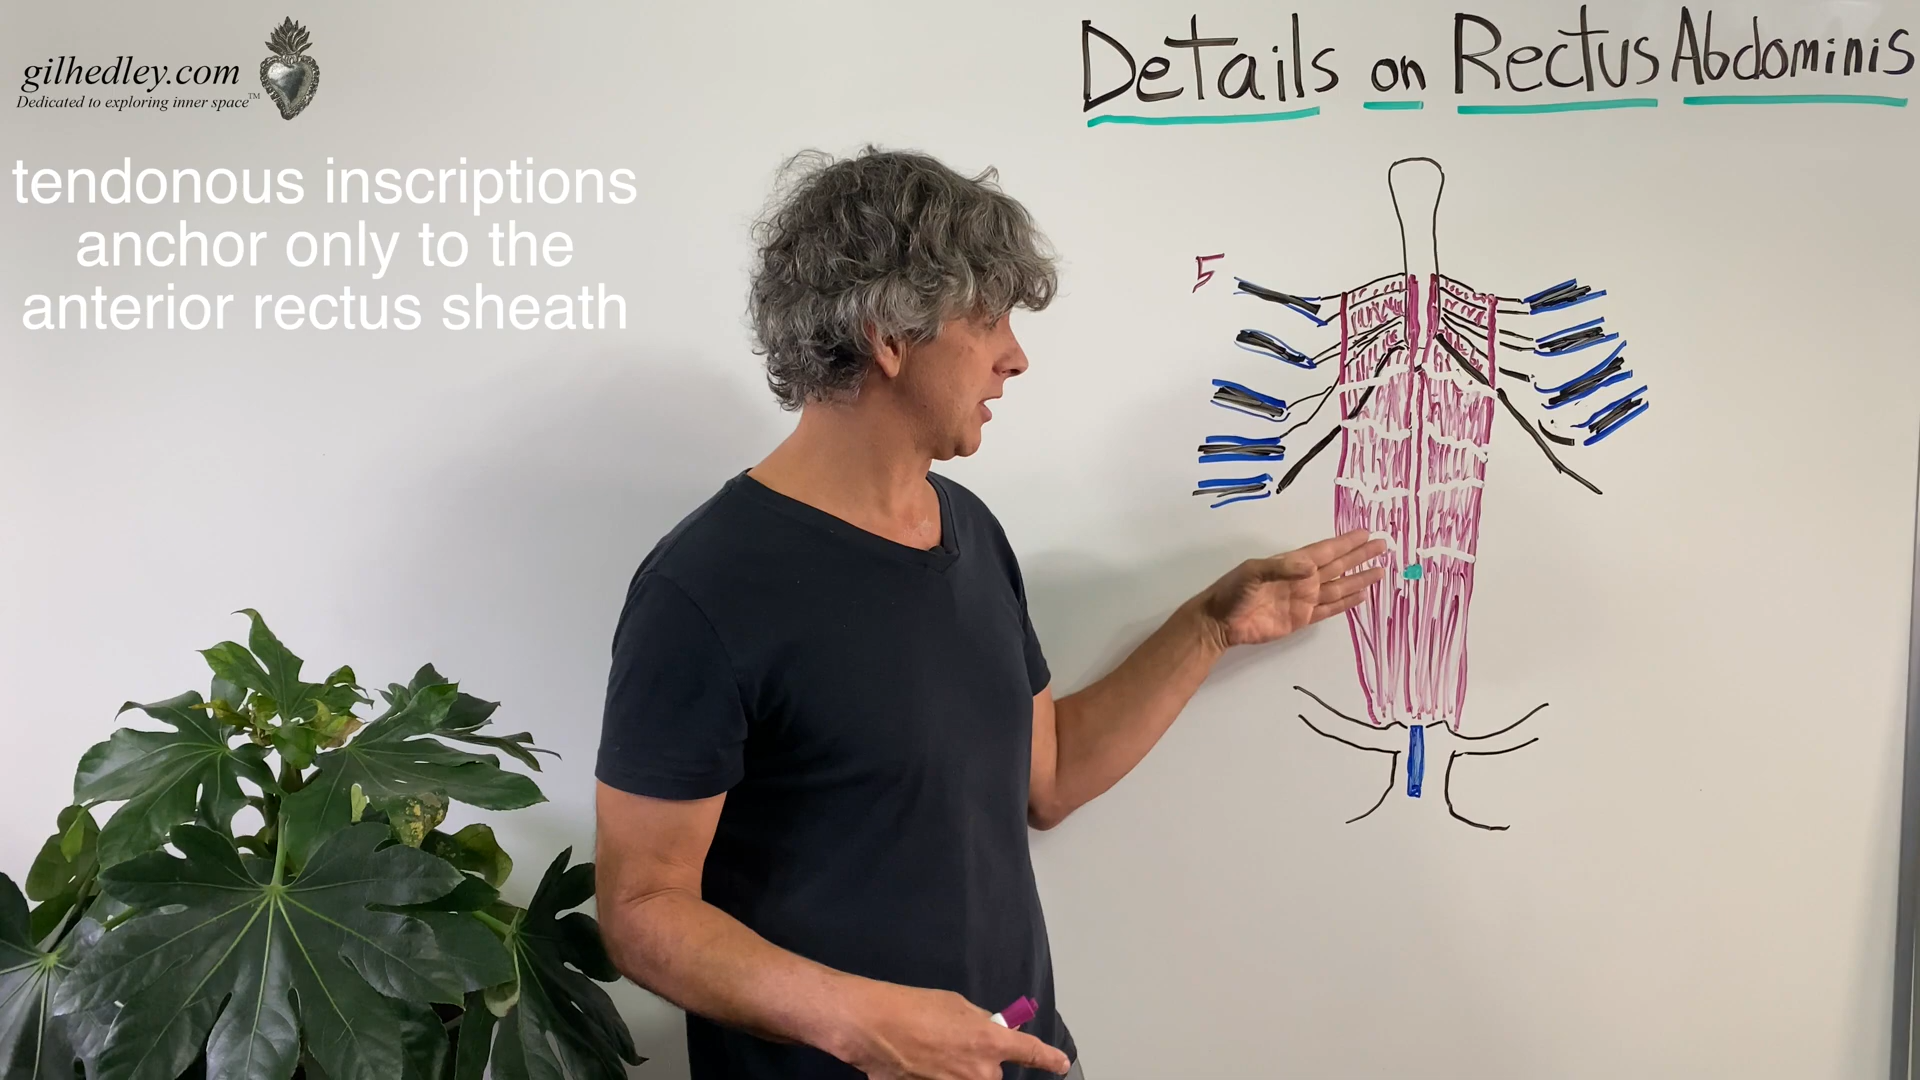 gilhedley.com
Dedicated to exploring inner space™
tendonous inscriptions
anchor only to the
anterior rectus sheath
Details on Rectus Abdominis
5